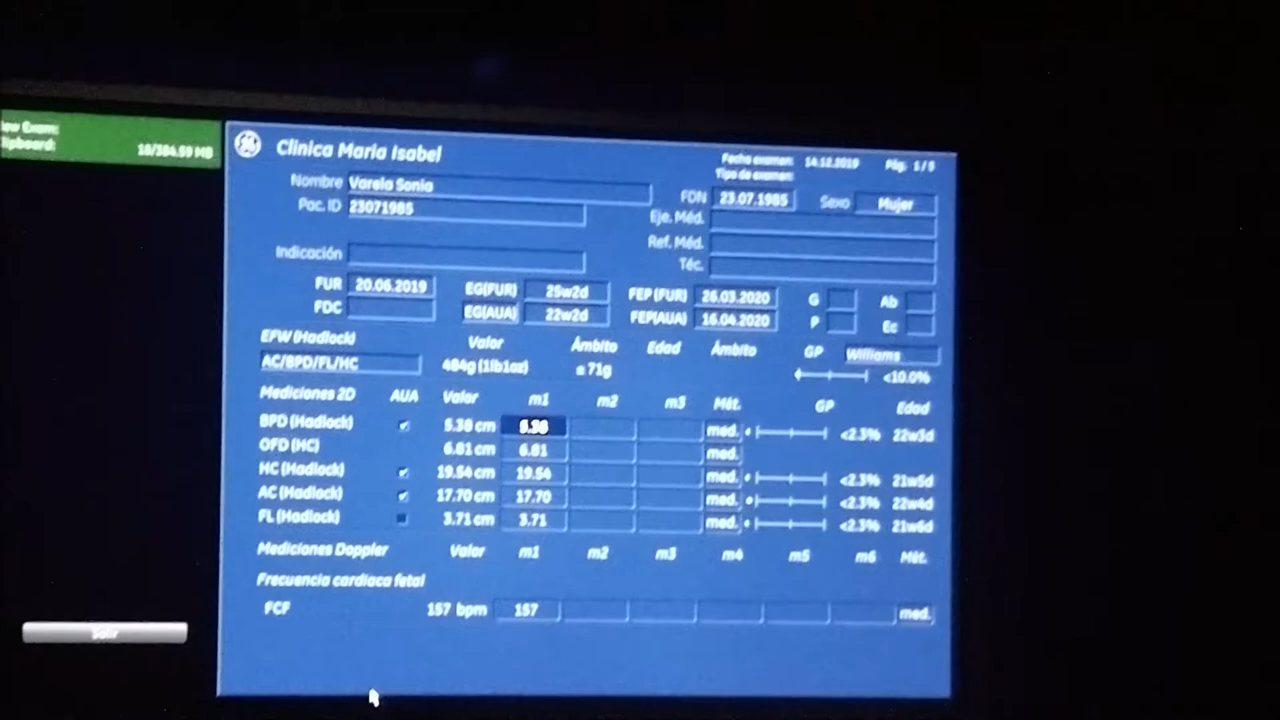 Clinica Maria Isabel
Fecha examen: 14.12.2019 Pág. 1/5
Tipo de examen:
18/384.59 MB
Nombre Varela Sonia
FDN 23.07.1985 Sexo Mujer
Pac. ID 23071985
Eje. Méd.
Ref. Méd.
Indicación
Téc.
FUR 20.06.2019 EG(FUR) 25w2d FEP (FUR) 26.03.2020 G Ab
FDC EG(AUA) 22w2d FEP(AUA) 16.04.2020 P Ec
EFW (Hadlock) Valor Ámbito Edad Ámbito GP Williams
AC/BPD/FL/HC 484g (1lb1oz) ± 71g <10.0%
Mediciones 2D AUA Valor m1 m2 m3 Mét. GP Edad
BPD (Hadlock) 5.38 cm 5.38 med. <2.3% 22w3d
OFD (HC) 6.81 cm 6.81 med.
HC (Hadlock) 19.54 cm 19.54 med. <2.3% 21w5d
AC (Hadlock) 17.70 cm 17.70 med. <2.3% 22w4d
FL (Hadlock) 3.71 cm 3.71 med. <2.3% 21w6d
Mediciones Doppler Valor m1 m2 m3 m4 m5 m6 Mét.
Frecuencia cardiaca fetal
FCF 157 bpm 157 med.
Salir